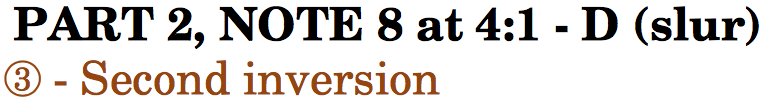 PART 2, NOTE 8 at 4:1 - D (slur)
③ - Second inversion